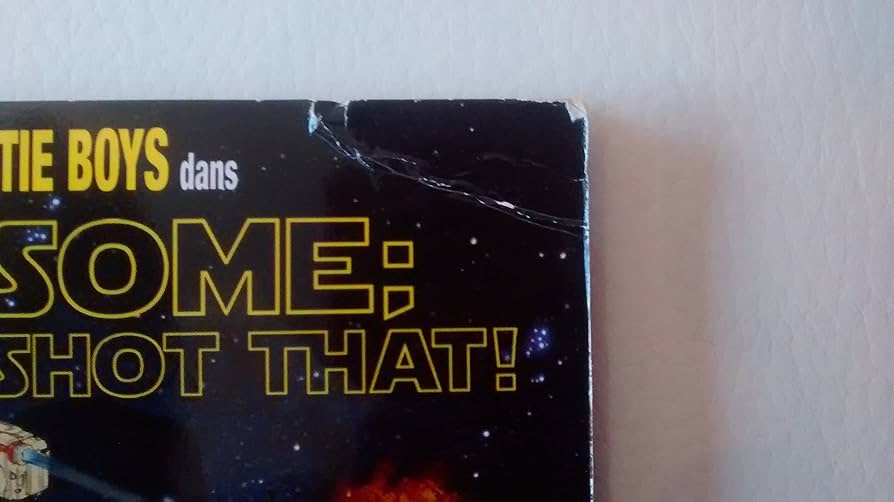 TIE BOYS dans
SOME;
SHOT THAT!